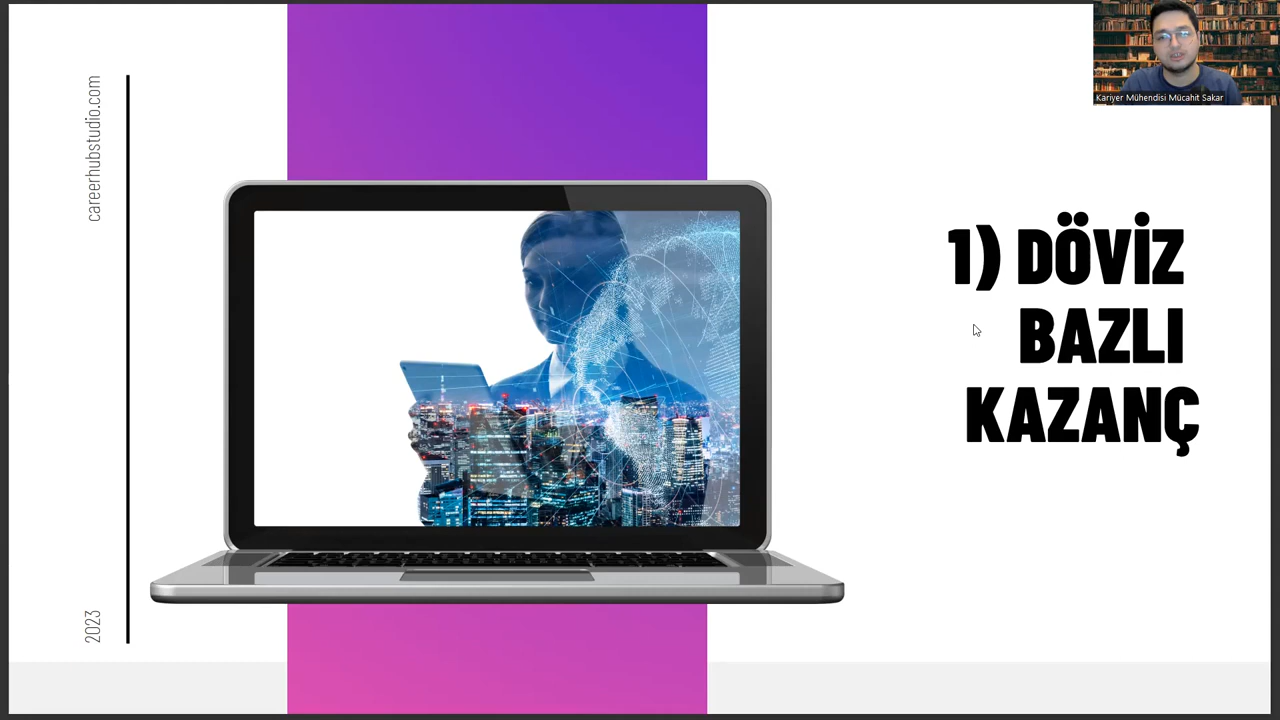 careerhubstudio.com
2023
1) DÖVİZ
BAZLI
KAZANÇ
Kariyer Mühendisi Mücahit Sakar